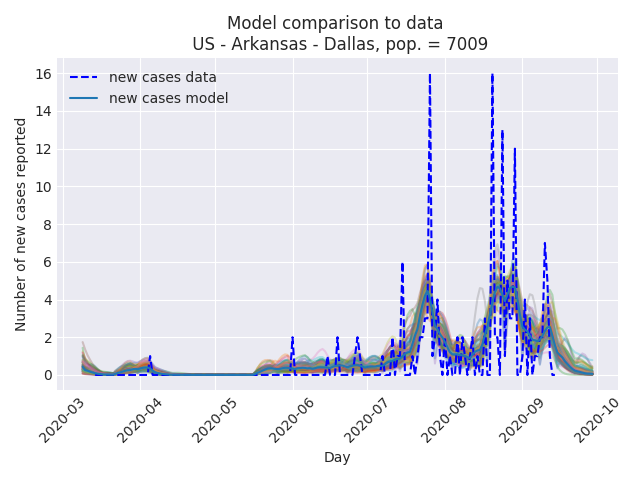 Model comparison to data
US - Arkansas - Dallas, pop. = 7009
new cases data
new cases model
Number of new cases reported
16
14
12
10
8
6
4
2
0
2020-03
2020-04
2020-05
2020-06
2020-07
2020-08
2020-09
2020-10
Day